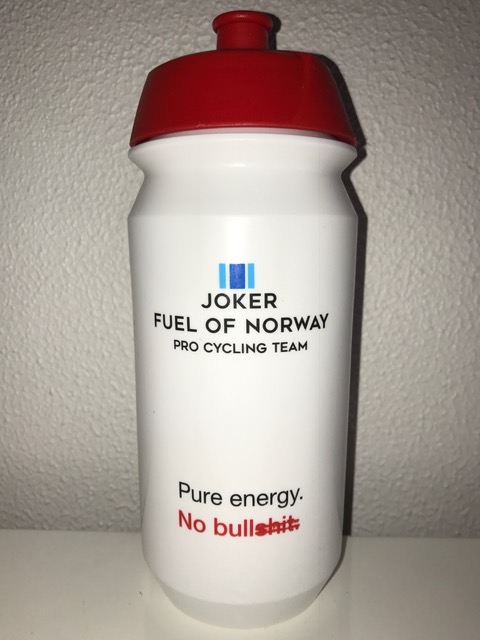 JOKER
FUEL OF NORWAY
PRO CYCLING TEAM
Pure energy.
No bullshit.